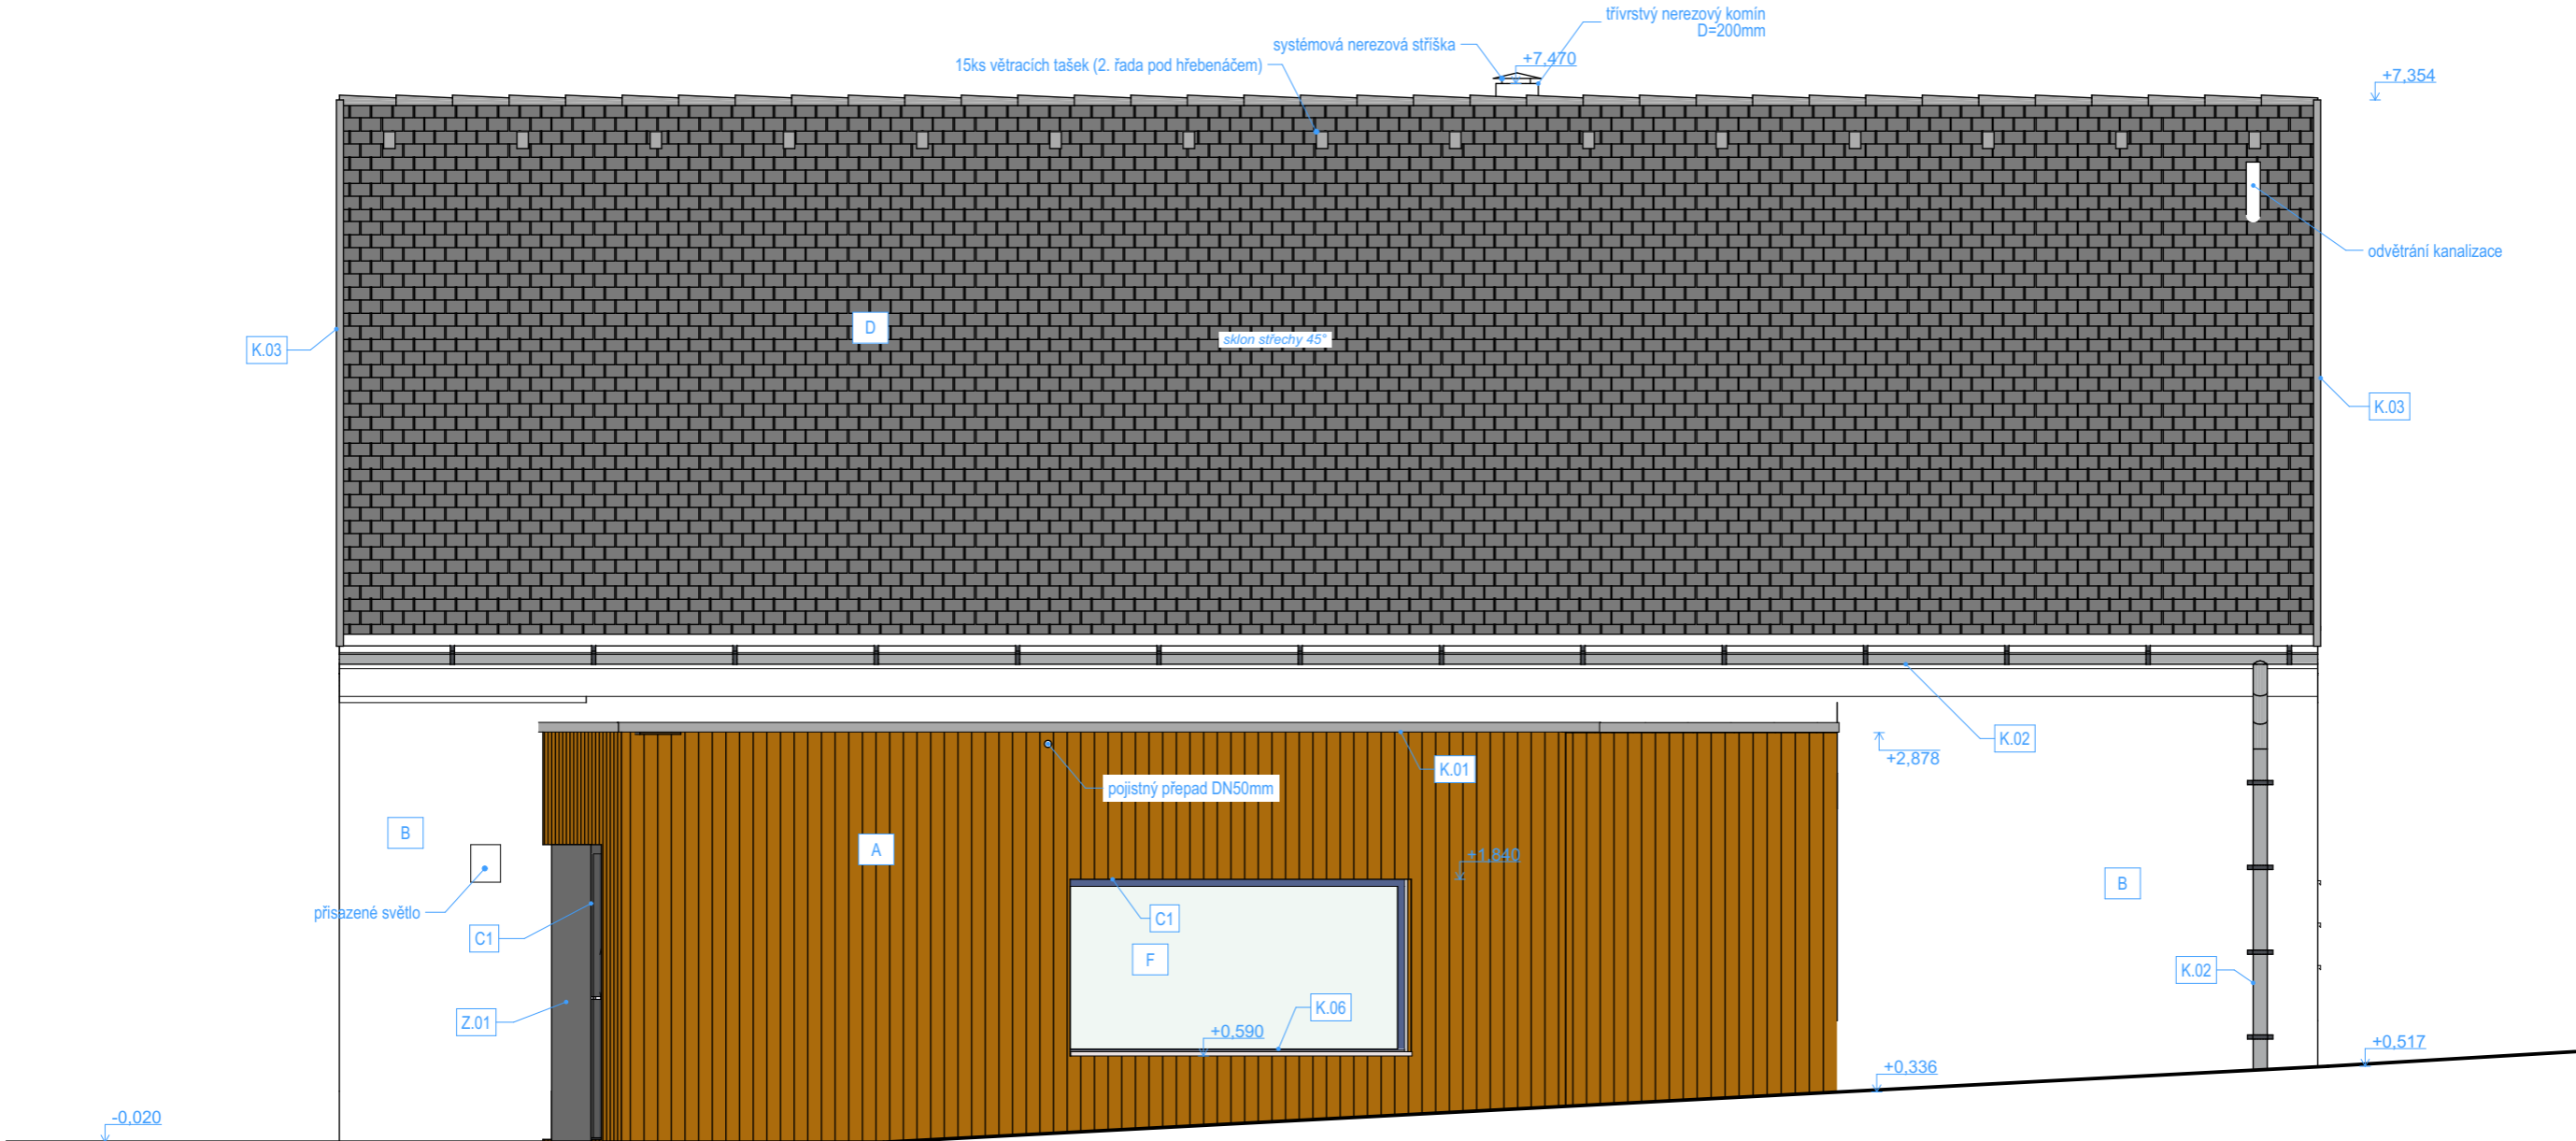 třívrstvý nerezový komín
D=200mm
systémová nerezová stříška
+7,470
15ks větracích tašek (2. řada pod hřebenáčem)
+7,354
odvětrání kanalizace
D
sklon střechy 45°
K.03
K.03
K.02
+2,878
K.01
pojistný přepad DN50mm
B
A
+1,840
B
přisazené světlo
C1
C1
F
K.02
K.06
Z.01
+0,590
+0,517
+0,336
-0,020